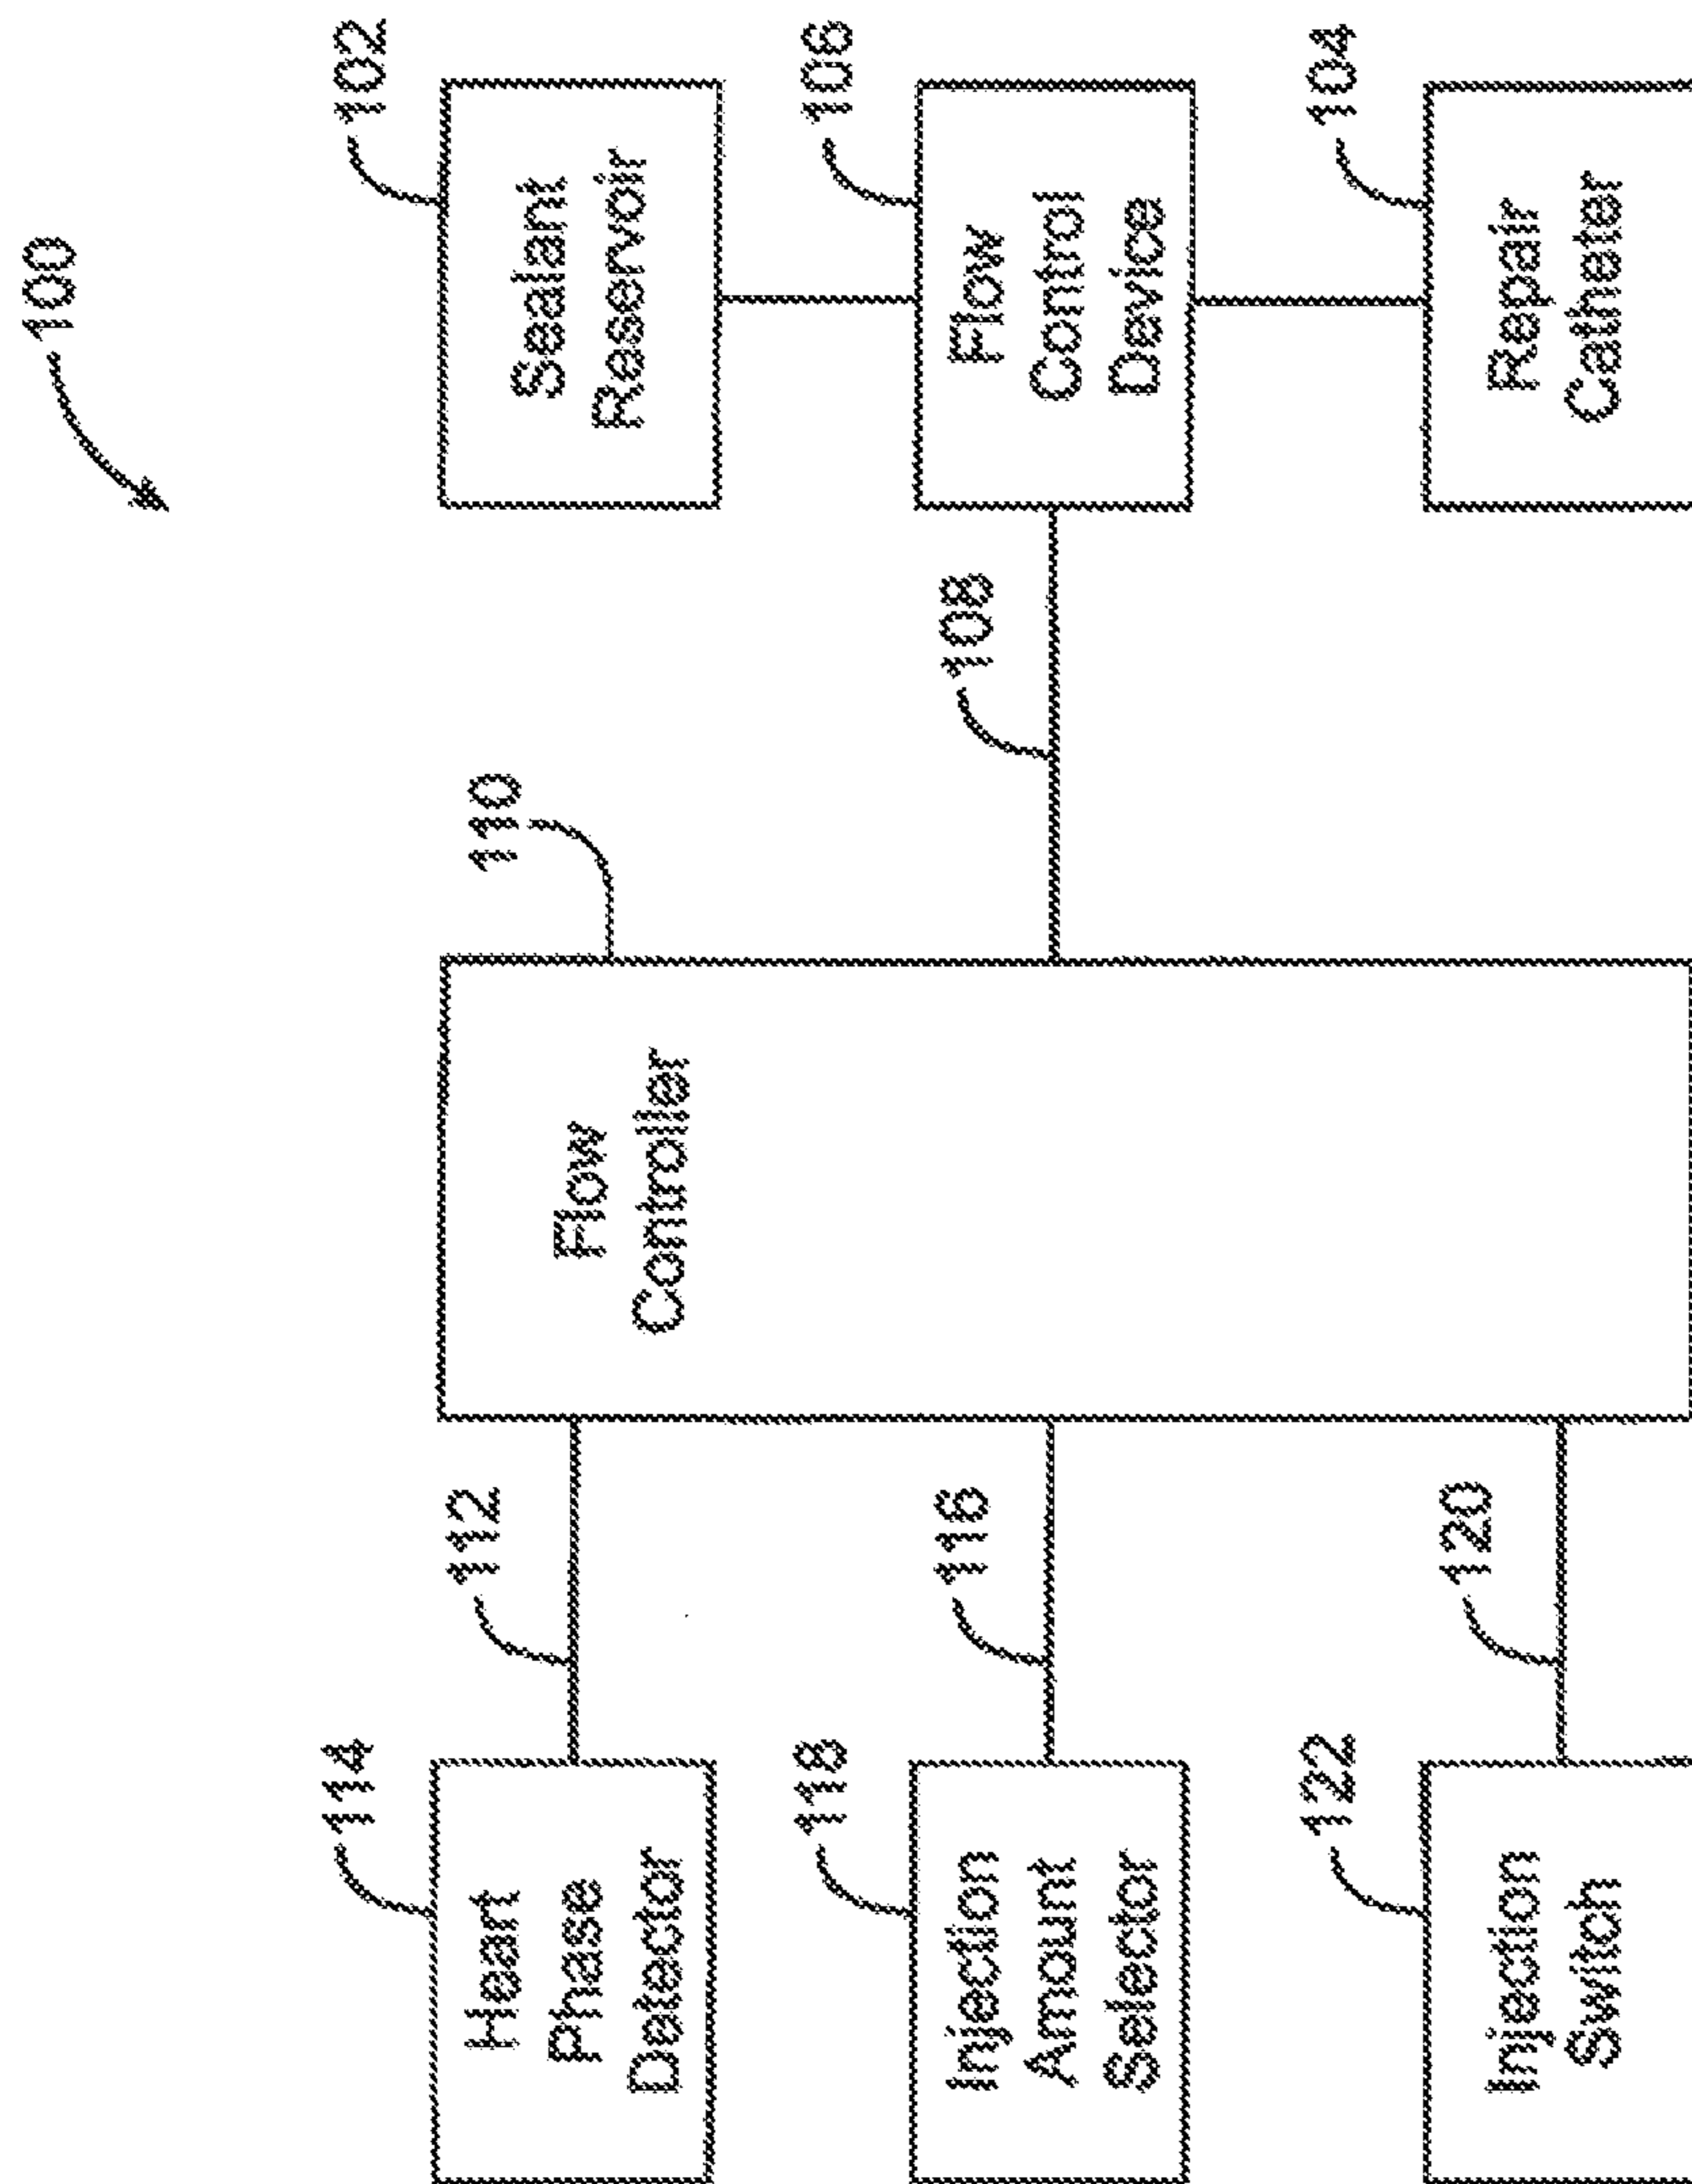 100
102
Sealant
Reservoir
106
Flow
Control
Device
104
Repair
Catheter
108
110
Flow
Controller
112
114
Heart
Phase
Detector
116
118
Injection
Amount
Selector
120
122
Injection
Switch